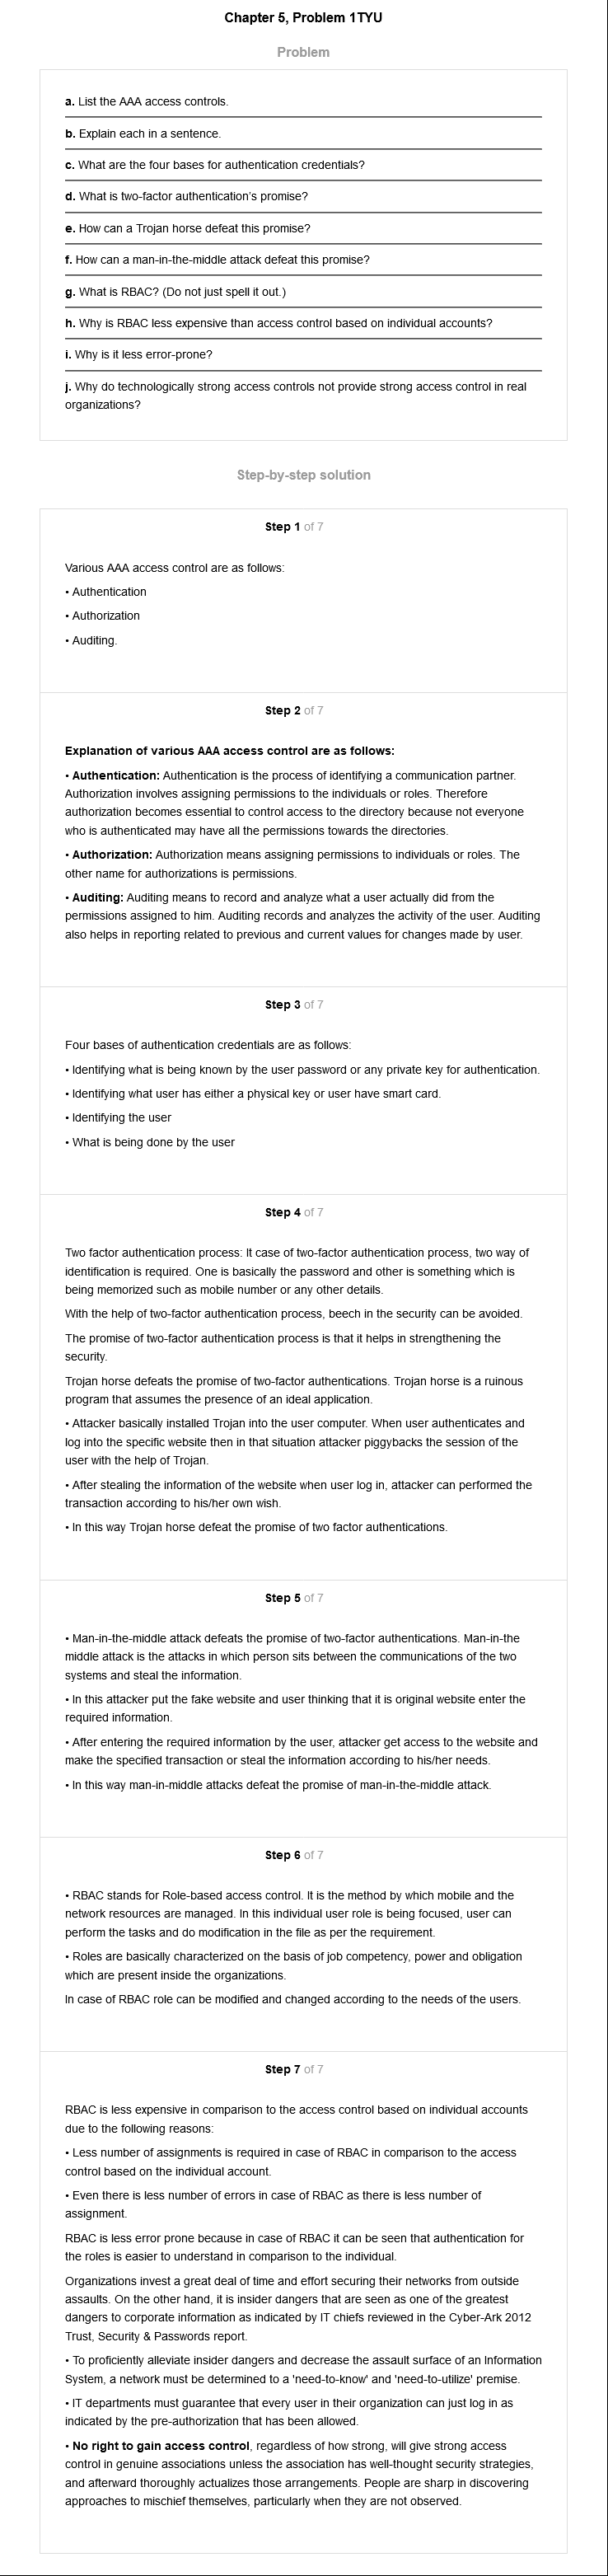 Chapter 5, Problem 1TYU
Problem
a. List the AAA access controls.
b. Explain each in a sentence.
c. What are the four bases for authentication credentials?
d. What is two-factor authentication's promise?
e. How can a Trojan horse defeat this promise?
f. How can a man-in-the-middle attack defeat this promise?
g. What is RBAC? (Do not just spell it out.)
h. Why is RBAC less expensive than access control based on individual accounts?
i. Why is it less error-prone?
j. Why do technologically strong access controls not provide strong access control in real
organizations?
Step-by-step solution
Step 1 of 7
Various AAA access control are as follows:
• Authentication
• Authorization
• Auditing.
Step 2 of 7
Explanation of various AAA access control are as follows:
• Authentication: Authentication is the process of identifying a communication partner.
Authorization involves assigning permissions to the individuals or roles. Therefore
authorization becomes essential to control access to the directory because not everyone
who is authenticated may have all the permissions towards the directories.
• Authorization: Authorization means assigning permissions to individuals or roles. The
other name for authorizations is permissions.
• Auditing: Auditing means to record and analyze what a user actually did from the
permissions assigned to him. Auditing records and analyzes the activity of the user. Auditing
also helps in reporting related to previous and current values for changes made by user.
Step 3 of 7
Four bases of authentication credentials are as follows:
• Identifying what is being known by the user password or any private key for authentication.
• Identifying what user has either a physical key or user have smart card.
• Identifying the user
• What is being done by the user
Step 4 of 7
Two factor authentication process: It case of two-factor authentication process, two way of
identification is required. One is basically the password and other is something which is
being memorized such as mobile number or any other details.
With the help of two-factor authentication process, beech in the security can be avoided.
The promise of two-factor authentication process is that it helps in strengthening the
security.
Trojan horse defeats the promise of two-factor authentications. Trojan horse is a ruinous
program that assumes the presence of an ideal application.
• Attacker basically installed Trojan into the user computer. When user authenticates and
log into the specific website then in that situation attacker piggybacks the session of the
user with the help of Trojan.
• After stealing the information of the website when user log in, attacker can performed the
transaction according to his/her own wish.
• In this way Trojan horse defeat the promise of two factor authentications.
Step 5 of 7
• Man-in-the-middle attack defeats the promise of two-factor authentications. Man-in-the
middle attack is the attacks in which person sits between the communications of the two
systems and steal the information.
• In this attacker put the fake website and user thinking that it is original website enter the
required information.
• After entering the required information by the user, attacker get access to the website and
make the specified transaction or steal the information according to his/her needs.
• In this way man-in-middle attacks defeat the promise of man-in-the-middle attack.
Step 6 of 7
• RBAC stands for Role-based access control. It is the method by which mobile and the
network resources are managed. In this individual user role is being focused, user can
perform the tasks and do modification in the file as per the requirement.
• Roles are basically characterized on the basis of job competency, power and obligation
which are present inside the organizations.
In case of RBAC role can be modified and changed according to the needs of the users.
Step 7 of 7
RBAC is less expensive in comparison to the access control based on individual accounts
due to the following reasons:
• Less number of assignments is required in case of RBAC in comparison to the access
control based on the individual account.
• Even there is less number of errors in case of RBAC as there is less number of
assignment.
RBAC is less error prone because in case of RBAC it can be seen that authentication for
the roles is easier to understand in comparison to the individual.
Organizations invest a great deal of time and effort securing their networks from outside
assaults. On the other hand, it is insider dangers that are seen as one of the greatest
dangers to corporate information as indicated by IT chiefs reviewed in the Cyber-Ark 2012
Trust, Security & Passwords report.
• To proficiently alleviate insider dangers and decrease the assault surface of an Information
System, a network must be determined to a 'need-to-know' and 'need-to-utilize' premise.
• IT departments must guarantee that every user in their organization can just log in as
indicated by the pre-authorization that has been allowed.
• No right to gain access control, regardless of how strong, will give strong access
control in genuine associations unless the association has well-thought security strategies,
and afterward thoroughly actualizes those arrangements. People are sharp in discovering
approaches to mischief themselves, particularly when they are not observed.